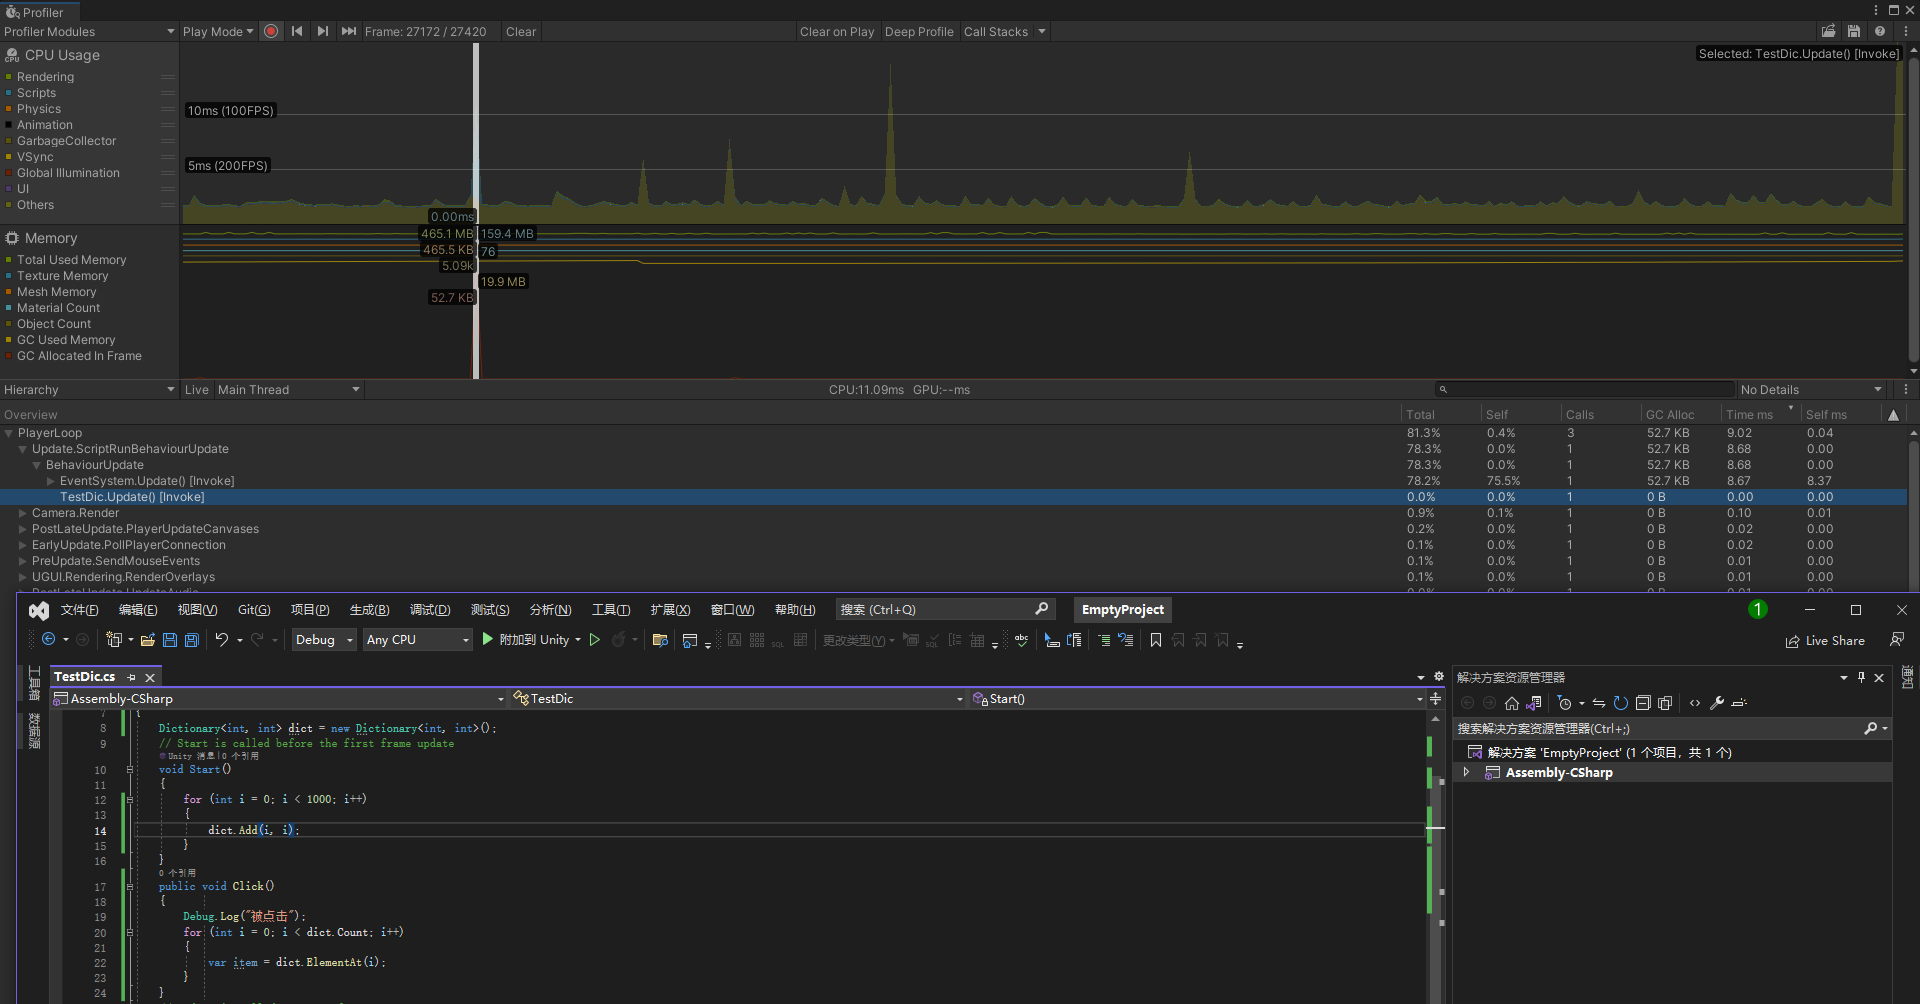 Profiler
Profiler Modules
Play Mode
Frame: 27172 / 27420
Clear
Clear on Play
Deep Profile
Call Stacks
CPU Usage
Rendering
Scripts
Physics
Animation
GarbageCollector
VSync
Global Illumination
UI
Others
Selected: TestDic.Update() [Invoke]
10ms (100FPS)
5ms (200FPS)
0.00ms
Memory
Total Used Memory
Texture Memory
Mesh Memory
Material Count
Object Count
GC Used Memory
GC Allocated In Frame
465.1 MB 159.4 MB
465.5 KB 76
5.09k
19.9 MB
52.7 KB
Hierarchy Live Main Thread CPU:11.09ms GPU:--ms No Details
Overview Total Self Calls GC Alloc Time ms Self ms
PlayerLoop 81.3% 0.4% 3 52.7 KB 9.02 0.04
Update.ScriptRunBehaviourUpdate 78.3% 0.0% 1 52.7 KB 8.68 0.00
BehaviourUpdate 78.3% 0.0% 1 52.7 KB 8.68 0.00
EventSystem.Update() [Invoke] 78.2% 75.5% 1 52.7 KB 8.67 8.37
TestDic.Update() [Invoke] 0.0% 0.0% 1 0 B 0.00 0.00
Camera.Render 0.9% 0.1% 1 0 B 0.10 0.01
PostLateUpdate.PlayerUpdateCanvases 0.2% 0.0% 1 0 B 0.02 0.00
EarlyUpdate.PollPlayerConnection 0.1% 0.0% 1 0 B 0.02 0.00
PreUpdate.SendMouseEvents 0.1% 0.0% 1 0 B 0.01 0.00
UGUI.Rendering.RenderOverlays 0.1% 0.0% 1 0 B 0.01 0.00
文件(F) 编辑(E) 视图(V) Git(G) 项目(P) 生成(B) 调试(D) 测试(S) 分析(N) 工具(T) 扩展(X) 窗口(W) 帮助(H) 搜索 (Ctrl+Q) EmptyProject 1
Debug Any CPU 附加到 Unity 更改类型(Y) Live Share
工具箱
数据源
通知
TestDic.cs
Assembly-CSharp TestDic Start()
7 {
8 Dictionary<int, int> dict = new Dictionary<int, int>();
9 // Start is called before the first frame update
Unity 消息|0 个引用
10 void Start()
11 {
12 for (int i = 0; i < 1000; i++)
13 {
14 dict.Add(i, i);
15 }
16 }
0 个引用
17 public void Click()
18 {
19 Debug.Log("被点击");
20 for (int i = 0; i < dict.Count; i++)
21 {
22 var item = dict.ElementAt(i);
23 }
24 }
解决方案资源管理器
搜索解决方案资源管理器(Ctrl+;)
解决方案 'EmptyProject' (1 个项目，共 1 个)
Assembly-CSharp